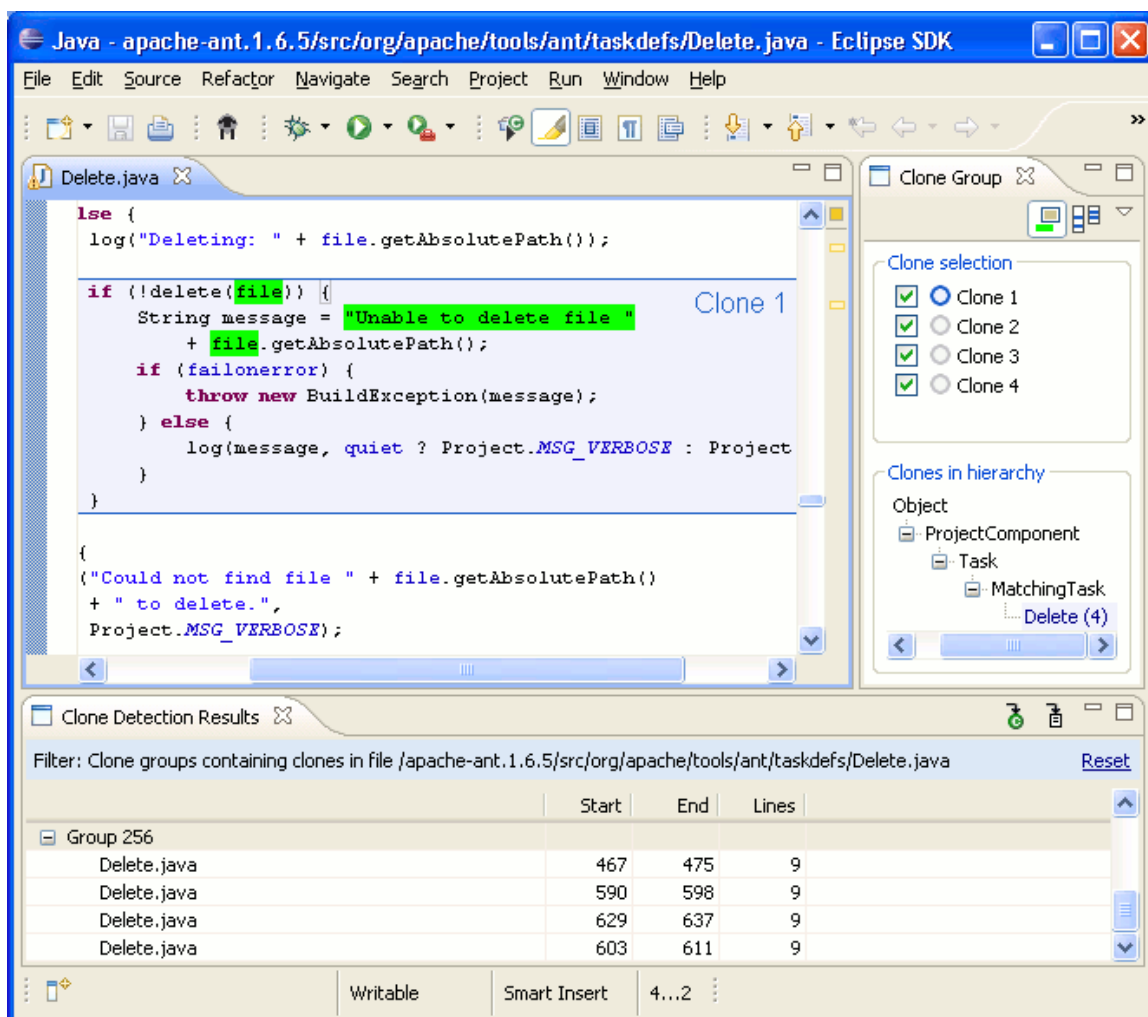 Java - apache-ant.1.6.5/src/org/apache/tools/ant/taskdefs/Delete.java - Eclipse SDK
File Edit Source Refactor Navigate Search Project Run Window Help
Delete.java
lse {
log("Deleting: " + file.getAbsolutePath());
if (!delete(file)) {
String message = "Unable to delete file "
+ file.getAbsolutePath();
if (failonerror) {
throw new BuildException(message);
} else {
log(message, quiet ? Project.MSG_VERBOSE : Project
}
}
Clone 1
{
("Could not find file " + file.getAbsolutePath()
+ " to delete.",
Project.MSG_VERBOSE);
Clone Group
Clone selection
Clone 1
Clone 2
Clone 3
Clone 4
Clones in hierarchy
Object
ProjectComponent
Task
MatchingTask
Delete (4)
Clone Detection Results
Filter: Clone groups containing clones in file /apache-ant.1.6.5/src/org/apache/tools/ant/taskdefs/Delete.java Reset
Start End Lines
Group 256
Delete.java 467 475 9
Delete.java 590 598 9
Delete.java 629 637 9
Delete.java 603 611 9
Writable Smart Insert 4...2